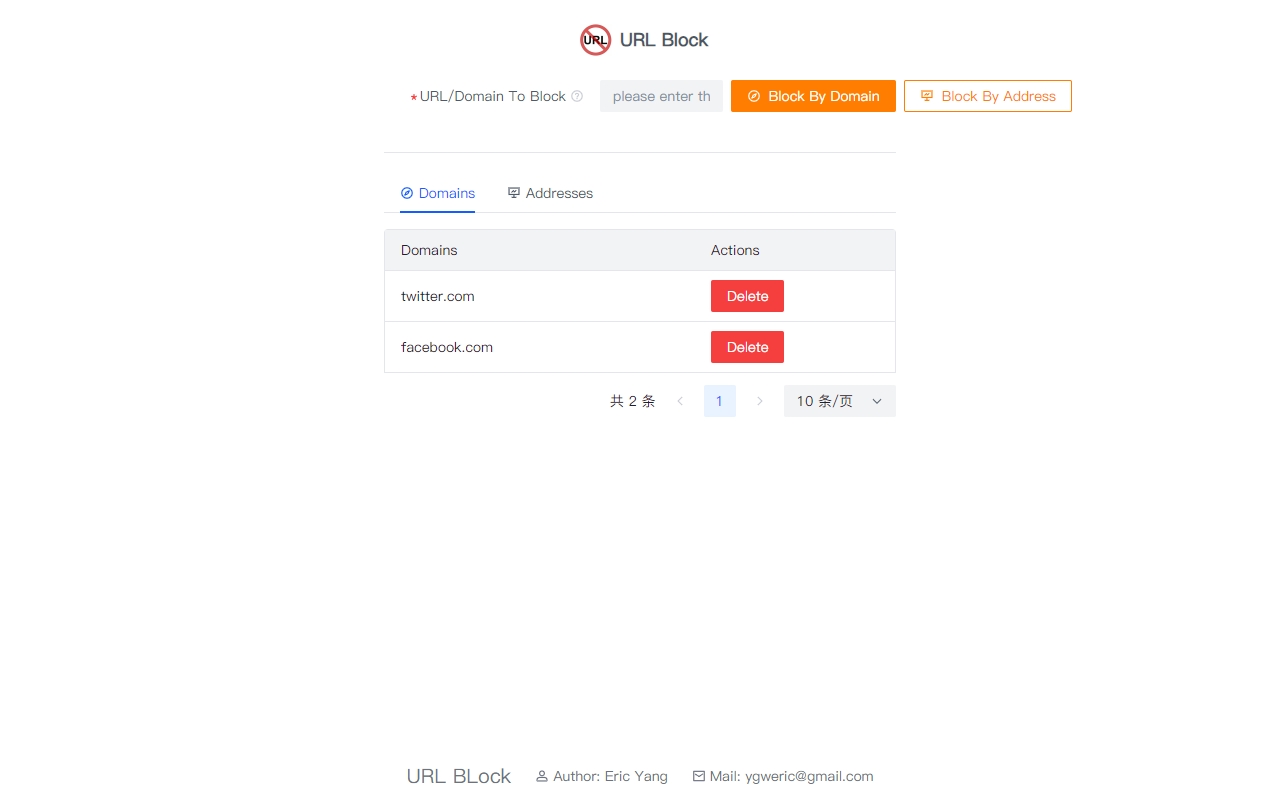 URL URL Block
*URL/Domain To Block please enter th Block By Domain Block By Address
Domains Addresses
Domains Actions
twitter.com Delete
facebook.com Delete
共 2 条 1 10 条/页
URL BLock Author: Eric Yang Mail: ygweric@gmail.com